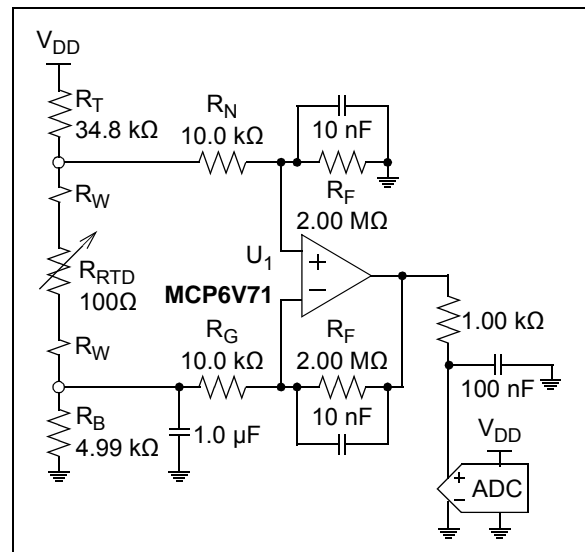 VDD
RT
34.8 kΩ
RN
10.0 kΩ
10 nF
RF
2.00 MΩ
RW
RRTD
100Ω
RW
U1
+
−
MCP6V71
RG
10.0 kΩ
RF
2.00 MΩ
10 nF
1.00 kΩ
100 nF
RB
4.99 kΩ
1.0 µF
VDD
+
−
ADC